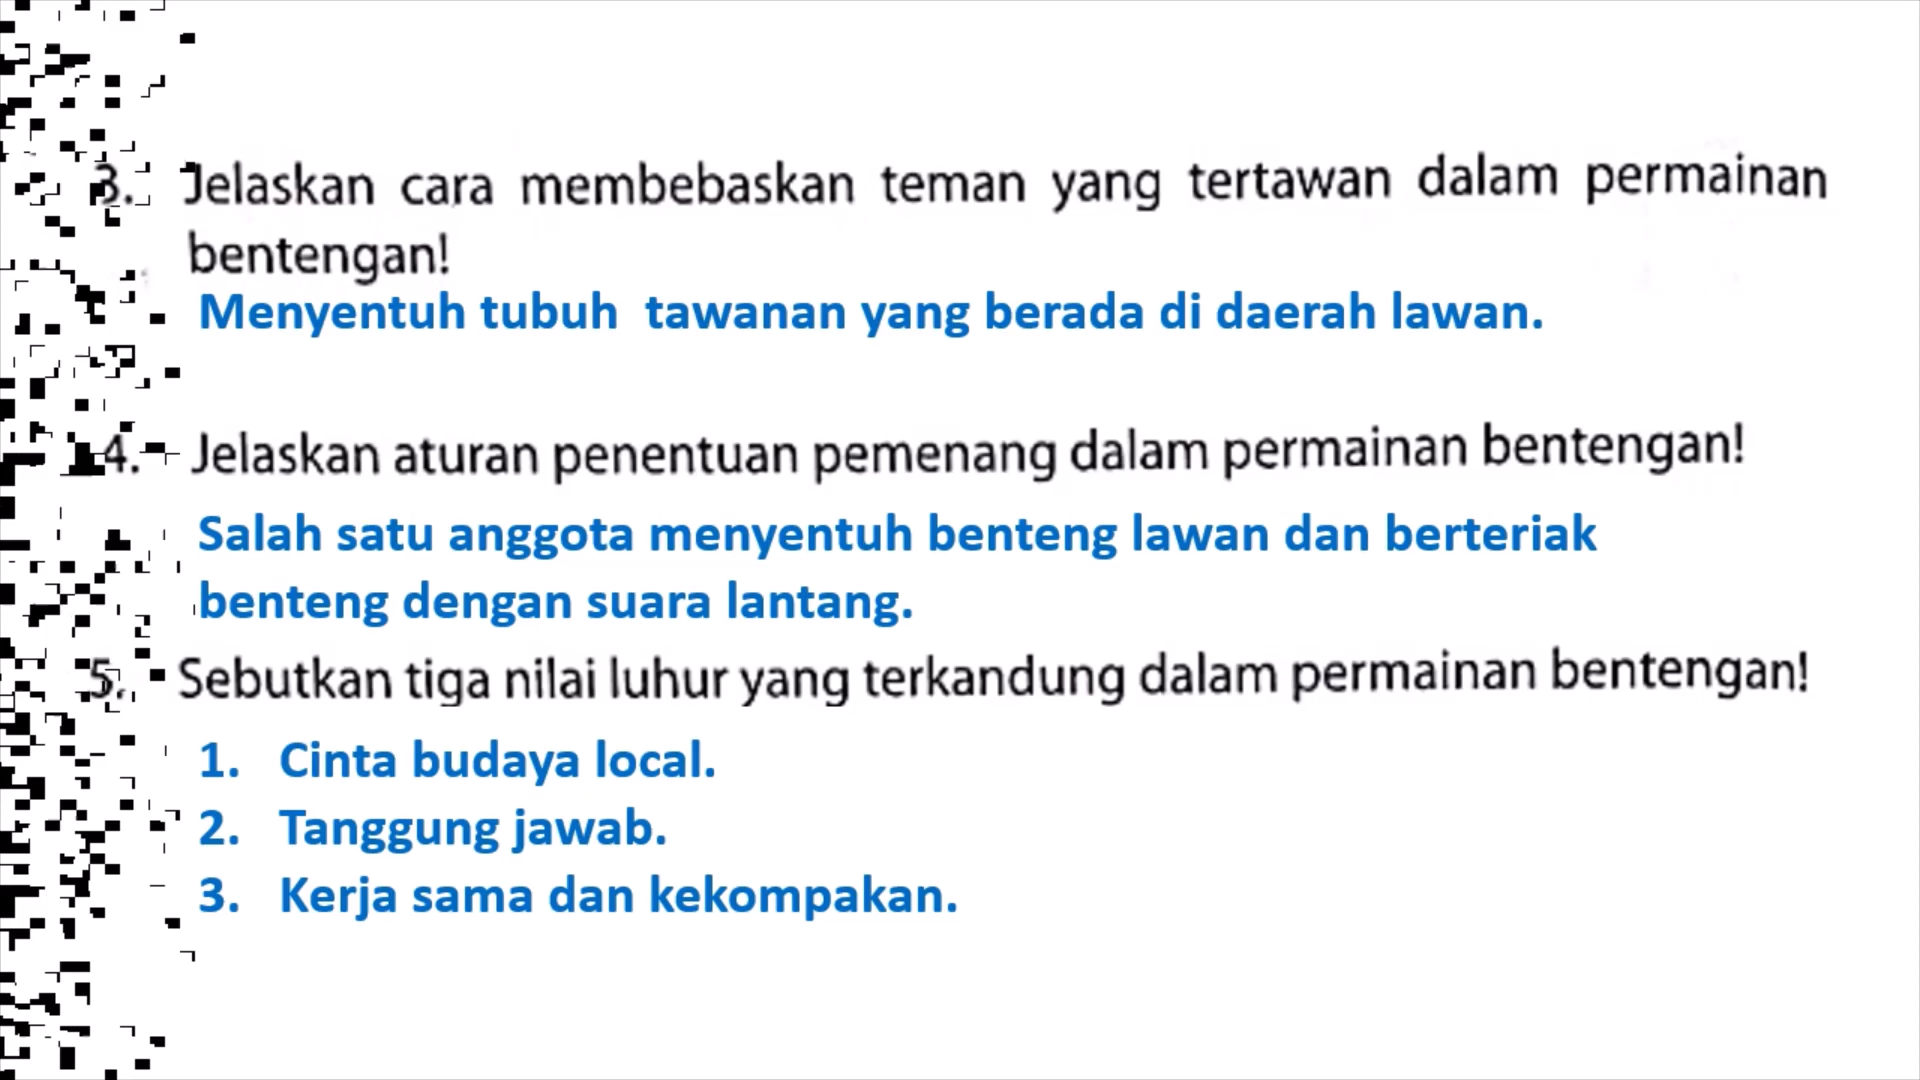 3. Jelaskan cara membebaskan teman yang tertawan dalam permainan
bentengan!
Menyentuh tubuh tawanan yang berada di daerah lawan.
4. Jelaskan aturan penentuan pemenang dalam permainan bentengan!
Salah satu anggota menyentuh benteng lawan dan berteriak
benteng dengan suara lantang.
5. Sebutkan tiga nilai luhur yang terkandung dalam permainan bentengan!
1. Cinta budaya local.
2. Tanggung jawab.
3. Kerja sama dan kekompakan.